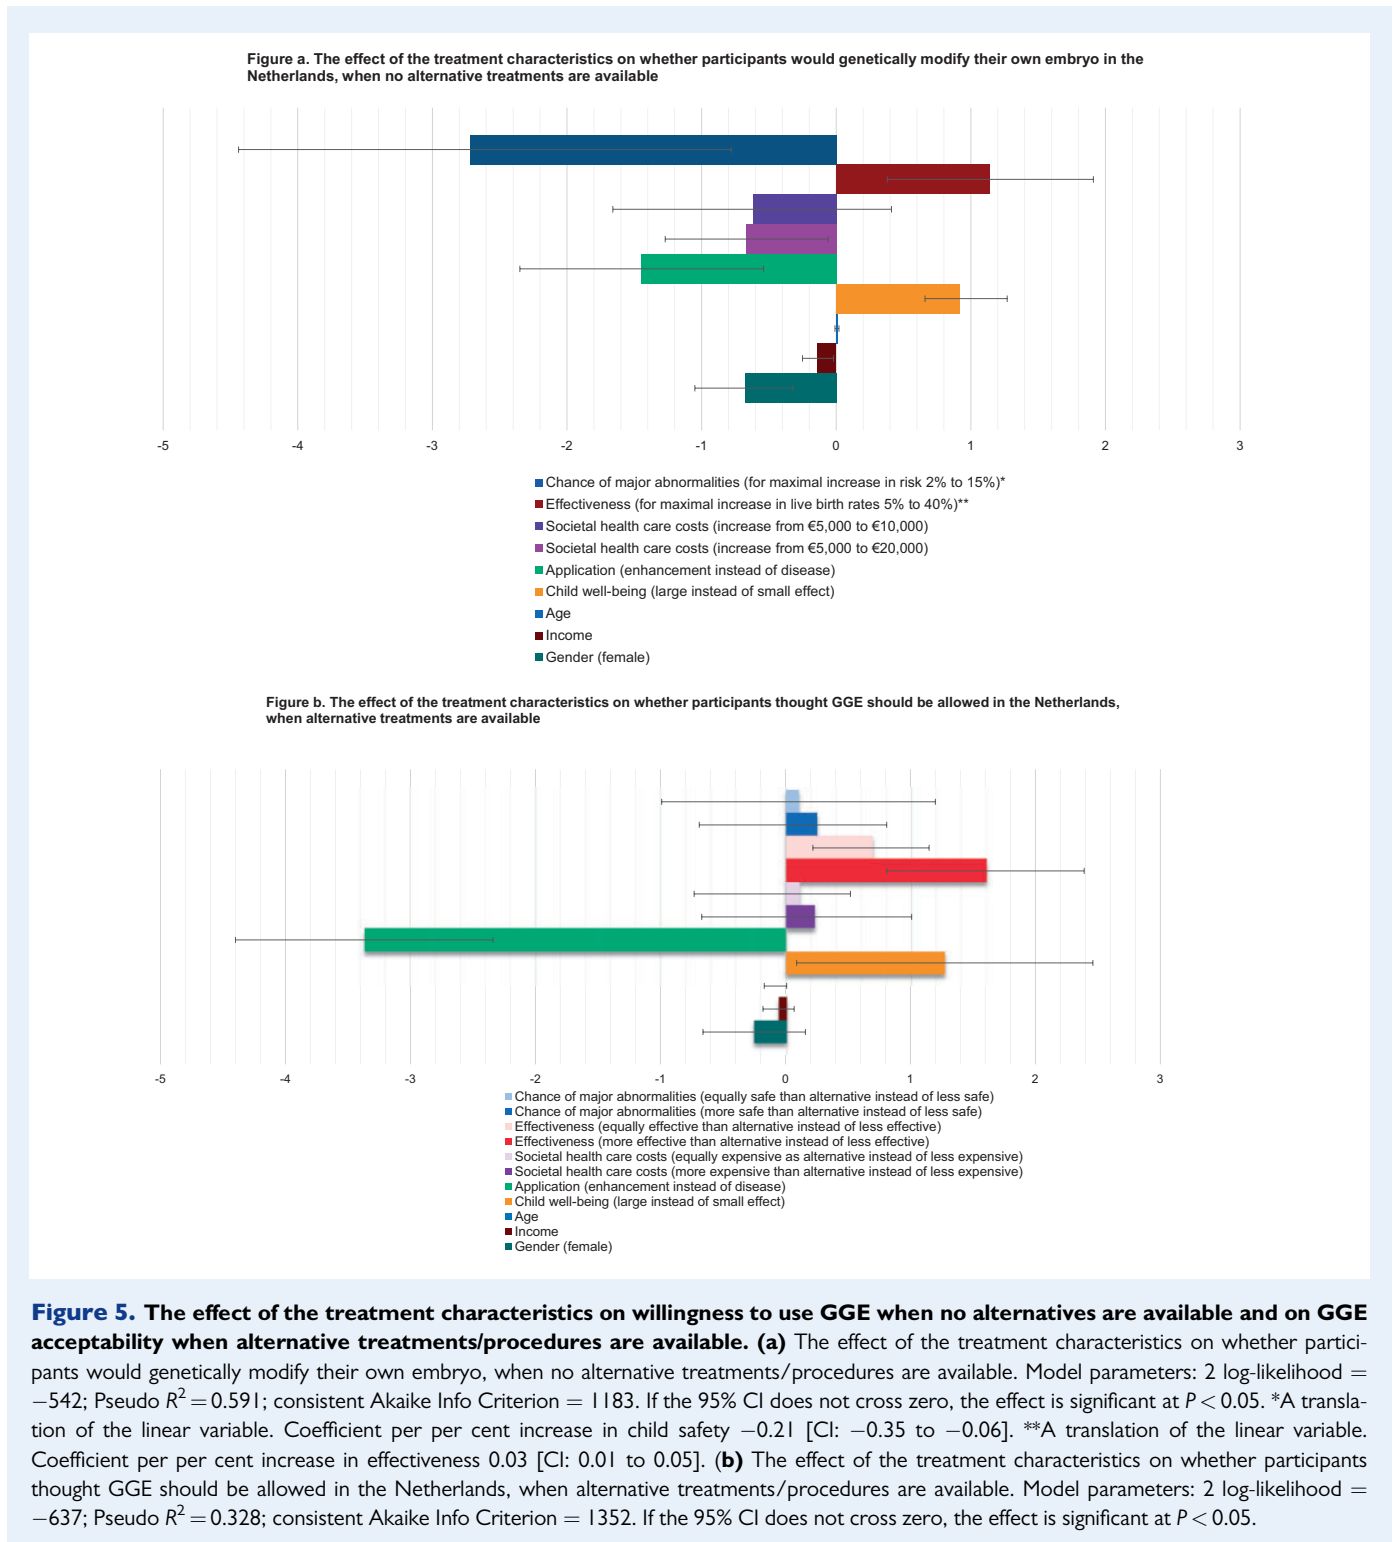 Figure a. The effect of the treatment characteristics on whether participants would genetically modify their own embryo in the
Netherlands, when no alternative treatments are available
-5 -4 -3 -2 -1 0 1 2 3
Chance of major abnormalities (for maximal increase in risk 2% to 15%)*
Effectiveness (for maximal increase in live birth rates 5% to 40%)**
Societal health care costs (increase from €5,000 to €10,000)
Societal health care costs (increase from €5,000 to €20,000)
Application (enhancement instead of disease)
Child well-being (large instead of small effect)
Age
Income
Gender (female)
Figure b. The effect of the treatment characteristics on whether participants thought GGE should be allowed in the Netherlands,
when alternative treatments are available
-5 -4 -3 -2 -1 0 1 2 3
Chance of major abnormalities (equally safe than alternative instead of less safe)
Chance of major abnormalities (more safe than alternative instead of less safe)
Effectiveness (equally effective than alternative instead of less effective)
Effectiveness (more effective than alternative instead of less effective)
Societal health care costs (equally expensive as alternative instead of less expensive)
Societal health care costs (more expensive than alternative instead of less expensive)
Application (enhancement instead of disease)
Child well-being (large instead of small effect)
Age
Income
Gender (female)
Figure 5. The effect of the treatment characteristics on willingness to use GGE when no alternatives are available and on GGE
acceptability when alternative treatments/procedures are available. (a) The effect of the treatment characteristics on whether partici-
pants would genetically modify their own embryo, when no alternative treatments/procedures are available. Model parameters: 2 log-likelihood =
−542; Pseudo R² = 0.591; consistent Akaike Info Criterion = 1183. If the 95% CI does not cross zero, the effect is significant at P < 0.05. *A transla-
tion of the linear variable. Coefficient per per cent increase in child safety −0.21 [CI: −0.35 to −0.06]. **A translation of the linear variable.
Coefficient per per cent increase in effectiveness 0.03 [CI: 0.01 to 0.05]. (b) The effect of the treatment characteristics on whether participants
thought GGE should be allowed in the Netherlands, when alternative treatments/procedures are available. Model parameters: 2 log-likelihood =
−637; Pseudo R² = 0.328; consistent Akaike Info Criterion = 1352. If the 95% CI does not cross zero, the effect is significant at P < 0.05.